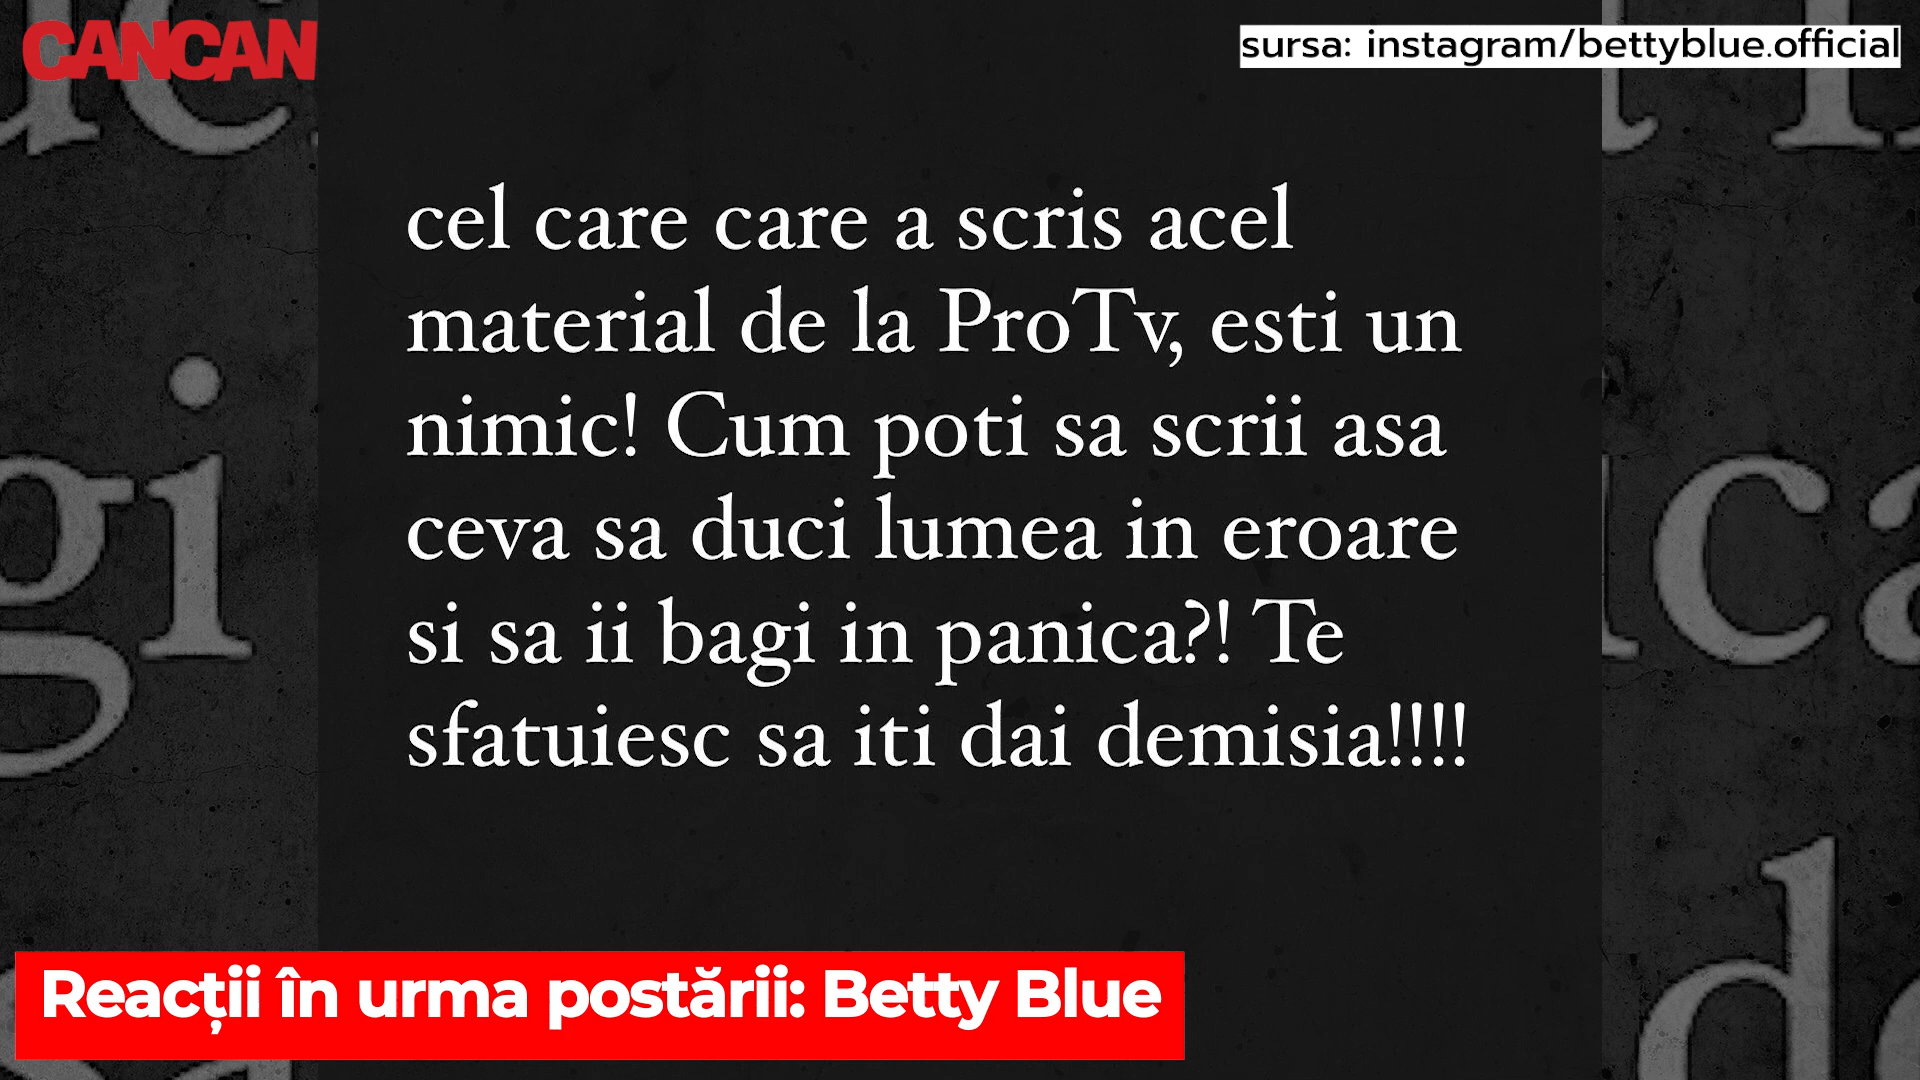 CANCAN
sursa: instagram/bettyblue.official
cel care care a scris acel
material de la ProTv, esti un
nimic! Cum poti sa scrii asa
ceva sa duci lumea in eroare
si sa ii bagi in panica?! Te
sfatuiesc sa iti dai demisia!!!!
Reacții în urma postării: Betty Blue